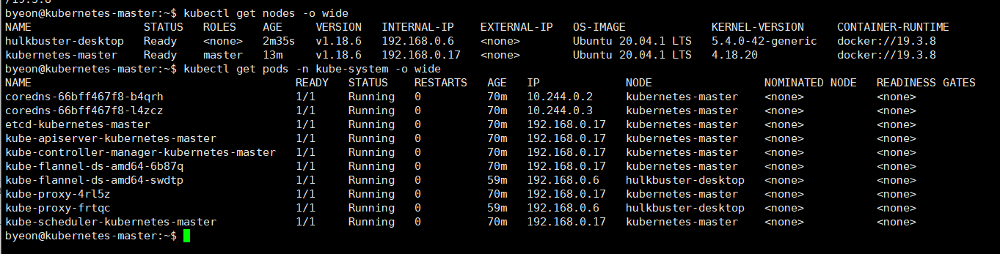 /19.3.8
byeon@kubernetes-master:~$ kubectl get nodes -o wide
NAME STATUS ROLES AGE VERSION INTERNAL-IP EXTERNAL-IP OS-IMAGE KERNEL-VERSION CONTAINER-RUNTIME
hulkbuster-desktop Ready <none> 2m35s v1.18.6 192.168.0.6 <none> Ubuntu 20.04.1 LTS 5.4.0-42-generic docker://19.3.8
kubernetes-master Ready master 13m v1.18.6 192.168.0.17 <none> Ubuntu 20.04.1 LTS 4.18.20 docker://19.3.8
byeon@kubernetes-master:~$ kubectl get pods -n kube-system -o wide
NAME READY STATUS RESTARTS AGE IP NODE NOMINATED NODE READINESS GATES
coredns-66bff467f8-b4qrh 1/1 Running 0 70m 10.244.0.2 kubernetes-master <none> <none>
coredns-66bff467f8-l4zcz 1/1 Running 0 70m 10.244.0.3 kubernetes-master <none> <none>
etcd-kubernetes-master 1/1 Running 0 70m 192.168.0.17 kubernetes-master <none> <none>
kube-apiserver-kubernetes-master 1/1 Running 0 70m 192.168.0.17 kubernetes-master <none> <none>
kube-controller-manager-kubernetes-master 1/1 Running 0 70m 192.168.0.17 kubernetes-master <none> <none>
kube-flannel-ds-amd64-6b87q 1/1 Running 0 70m 192.168.0.17 kubernetes-master <none> <none>
kube-flannel-ds-amd64-swdtp 1/1 Running 0 59m 192.168.0.6 hulkbuster-desktop <none> <none>
kube-proxy-4rl5z 1/1 Running 0 70m 192.168.0.17 kubernetes-master <none> <none>
kube-proxy-frtqc 1/1 Running 0 59m 192.168.0.6 hulkbuster-desktop <none> <none>
kube-scheduler-kubernetes-master 1/1 Running 0 70m 192.168.0.17 kubernetes-master <none> <none>
byeon@kubernetes-master:~$